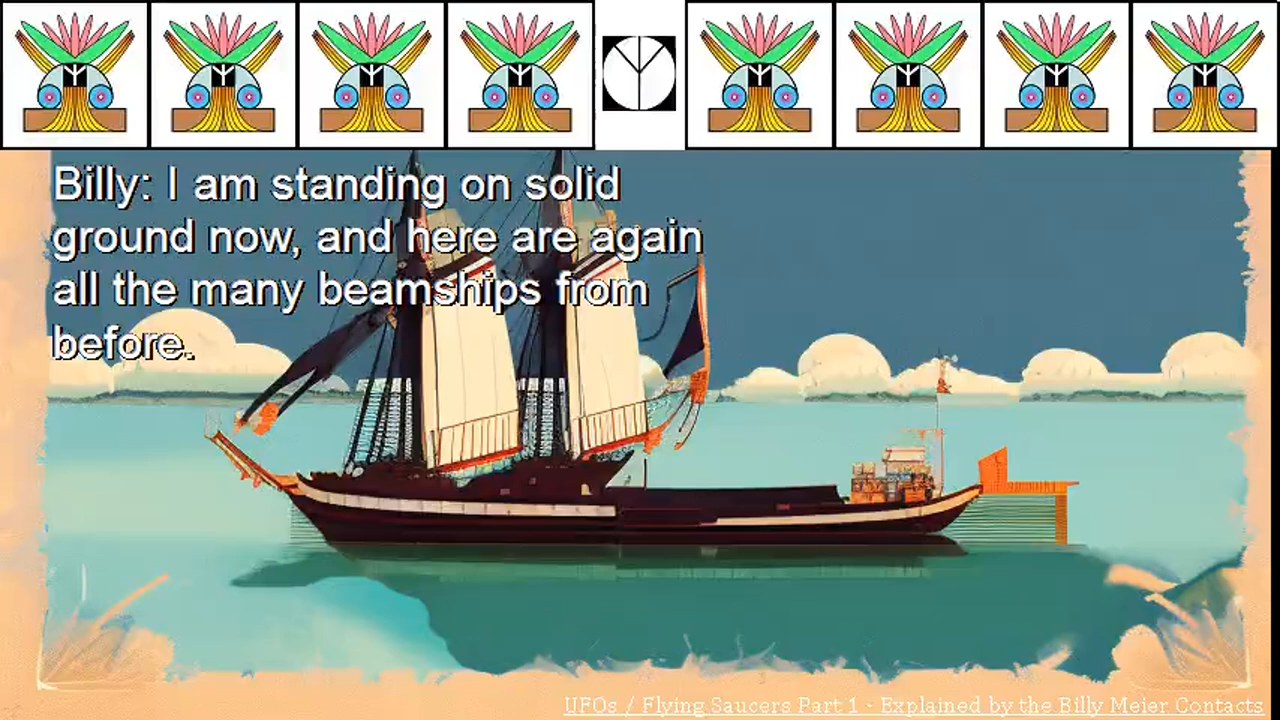 Billy: I am standing on solid
ground now, and here are again
all the many beamships from
before.
UFOs / Flying Saucers Part 1 - Explained by the Billy Meier Contacts